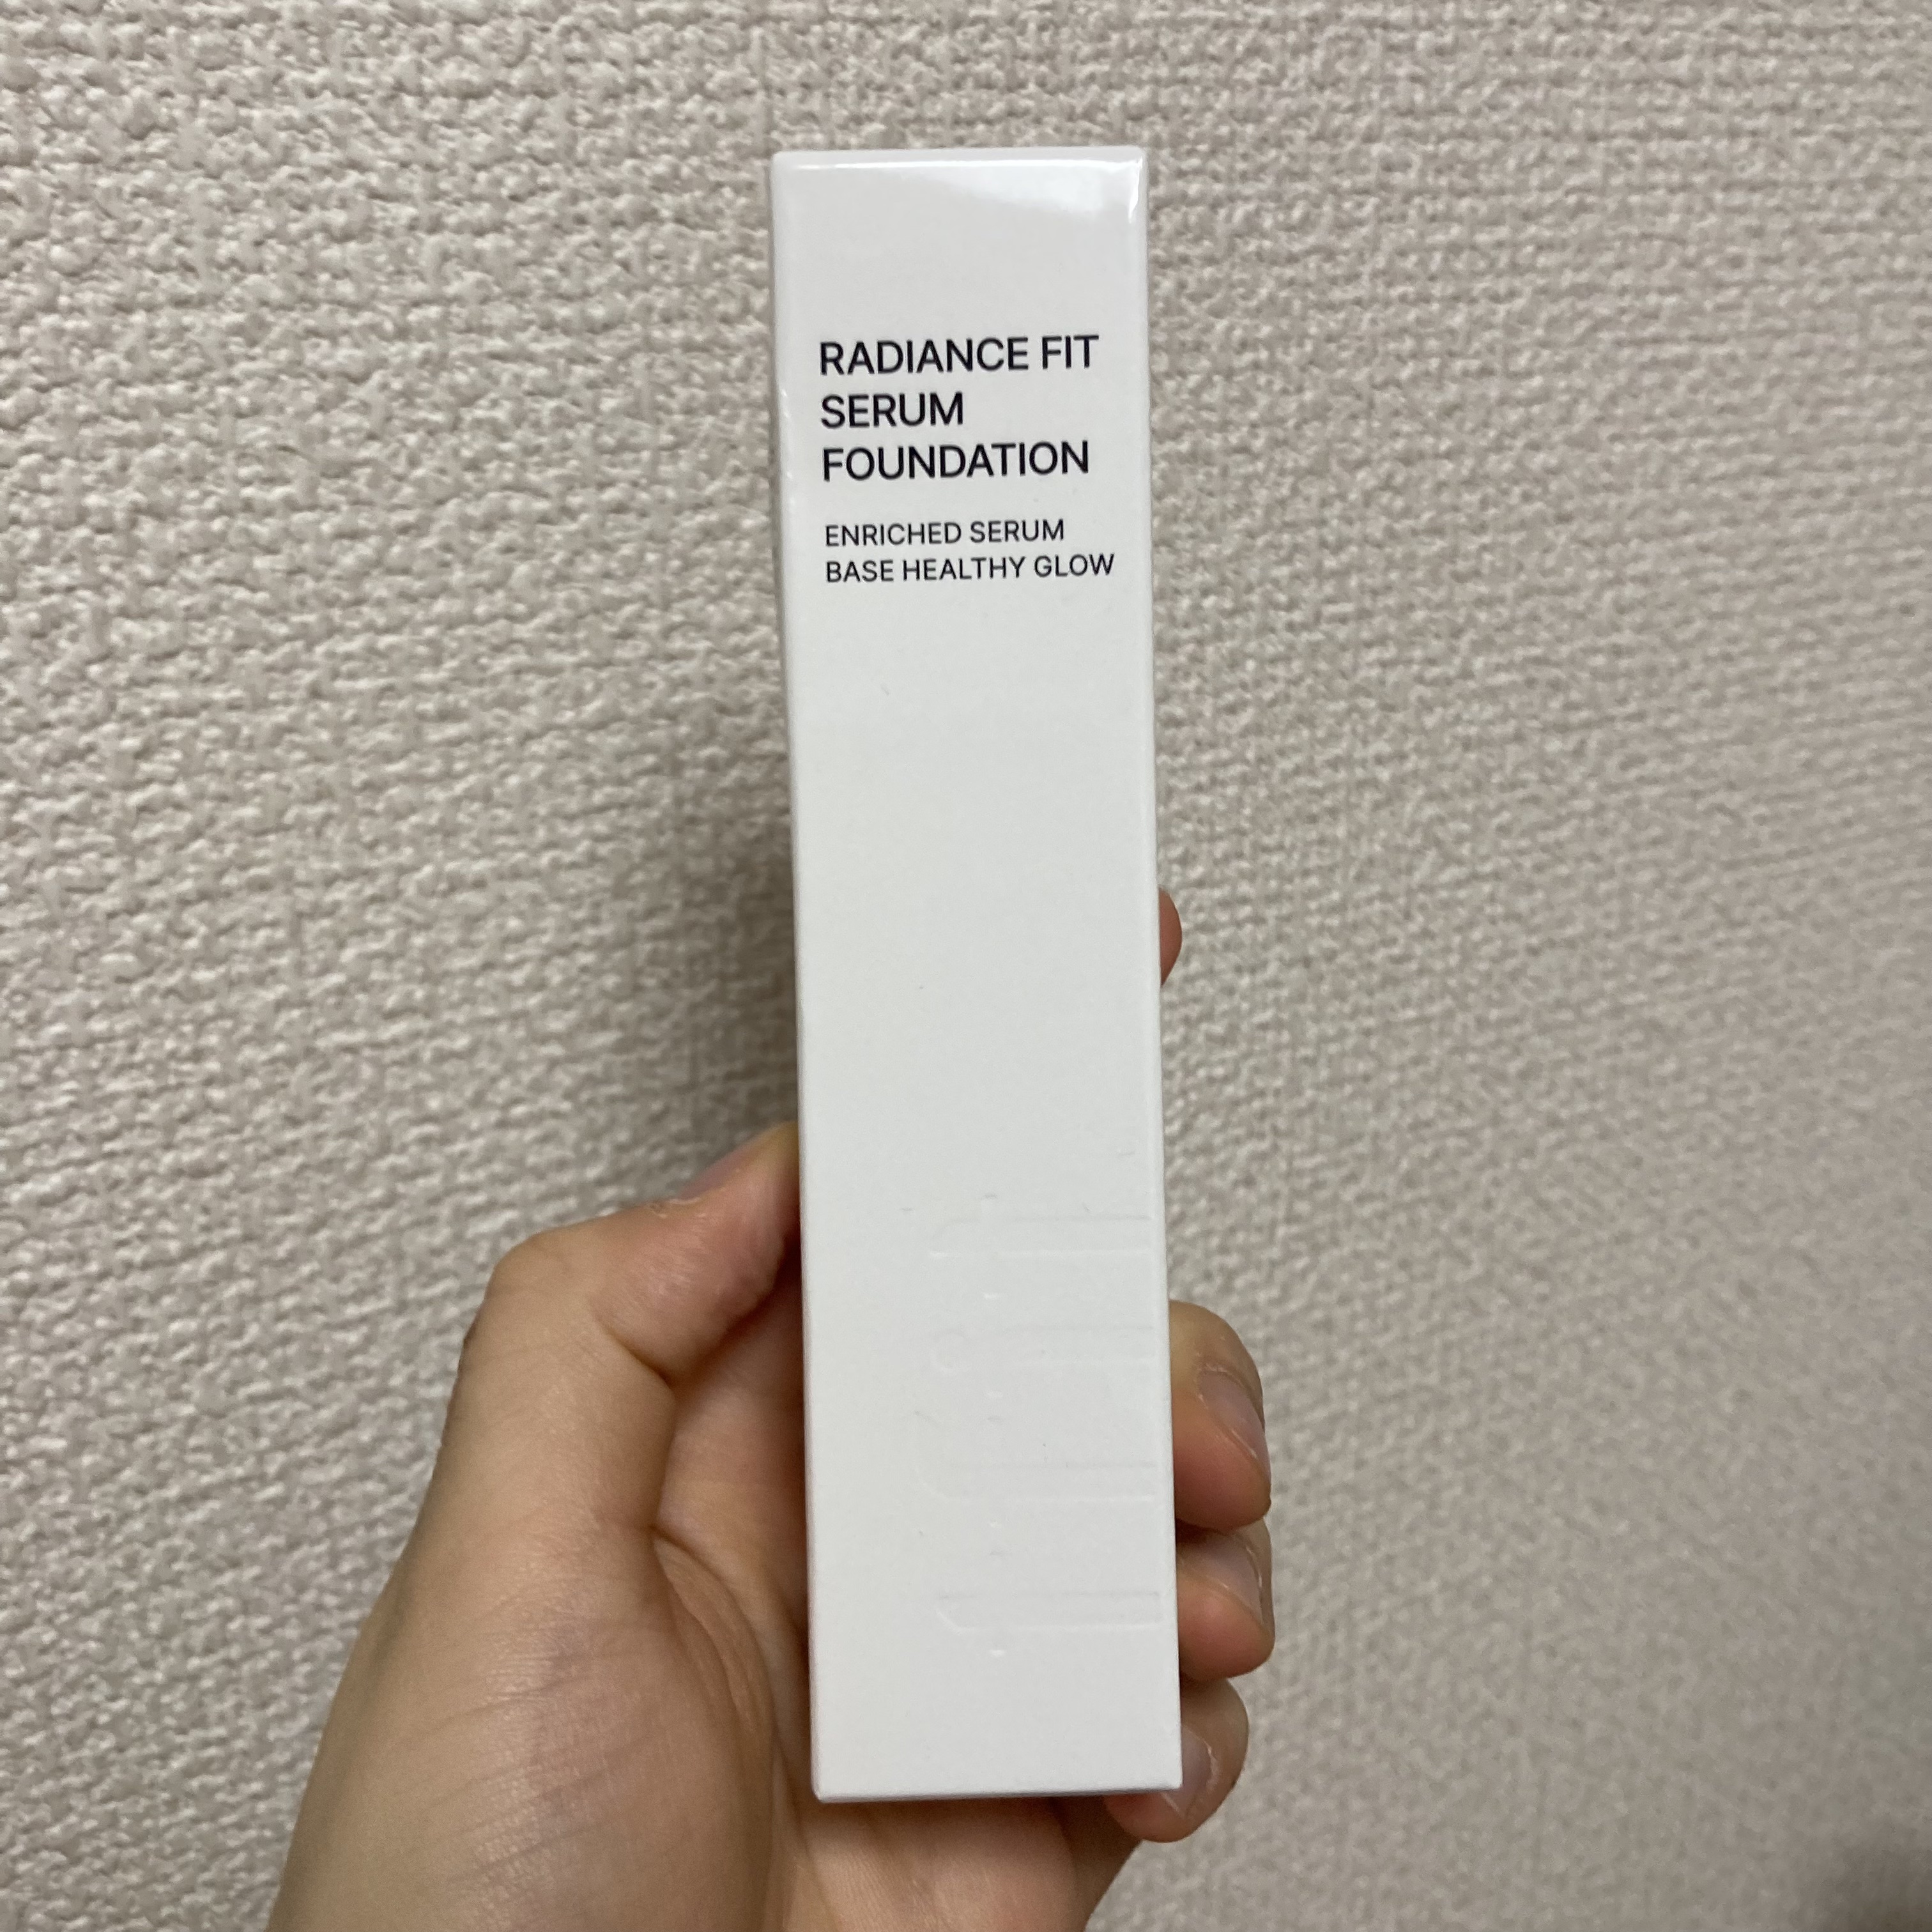 RADIANCE FIT
SERUM
FOUNDATION
ENRICHED SERUM
BASE HEALTHY GLOW